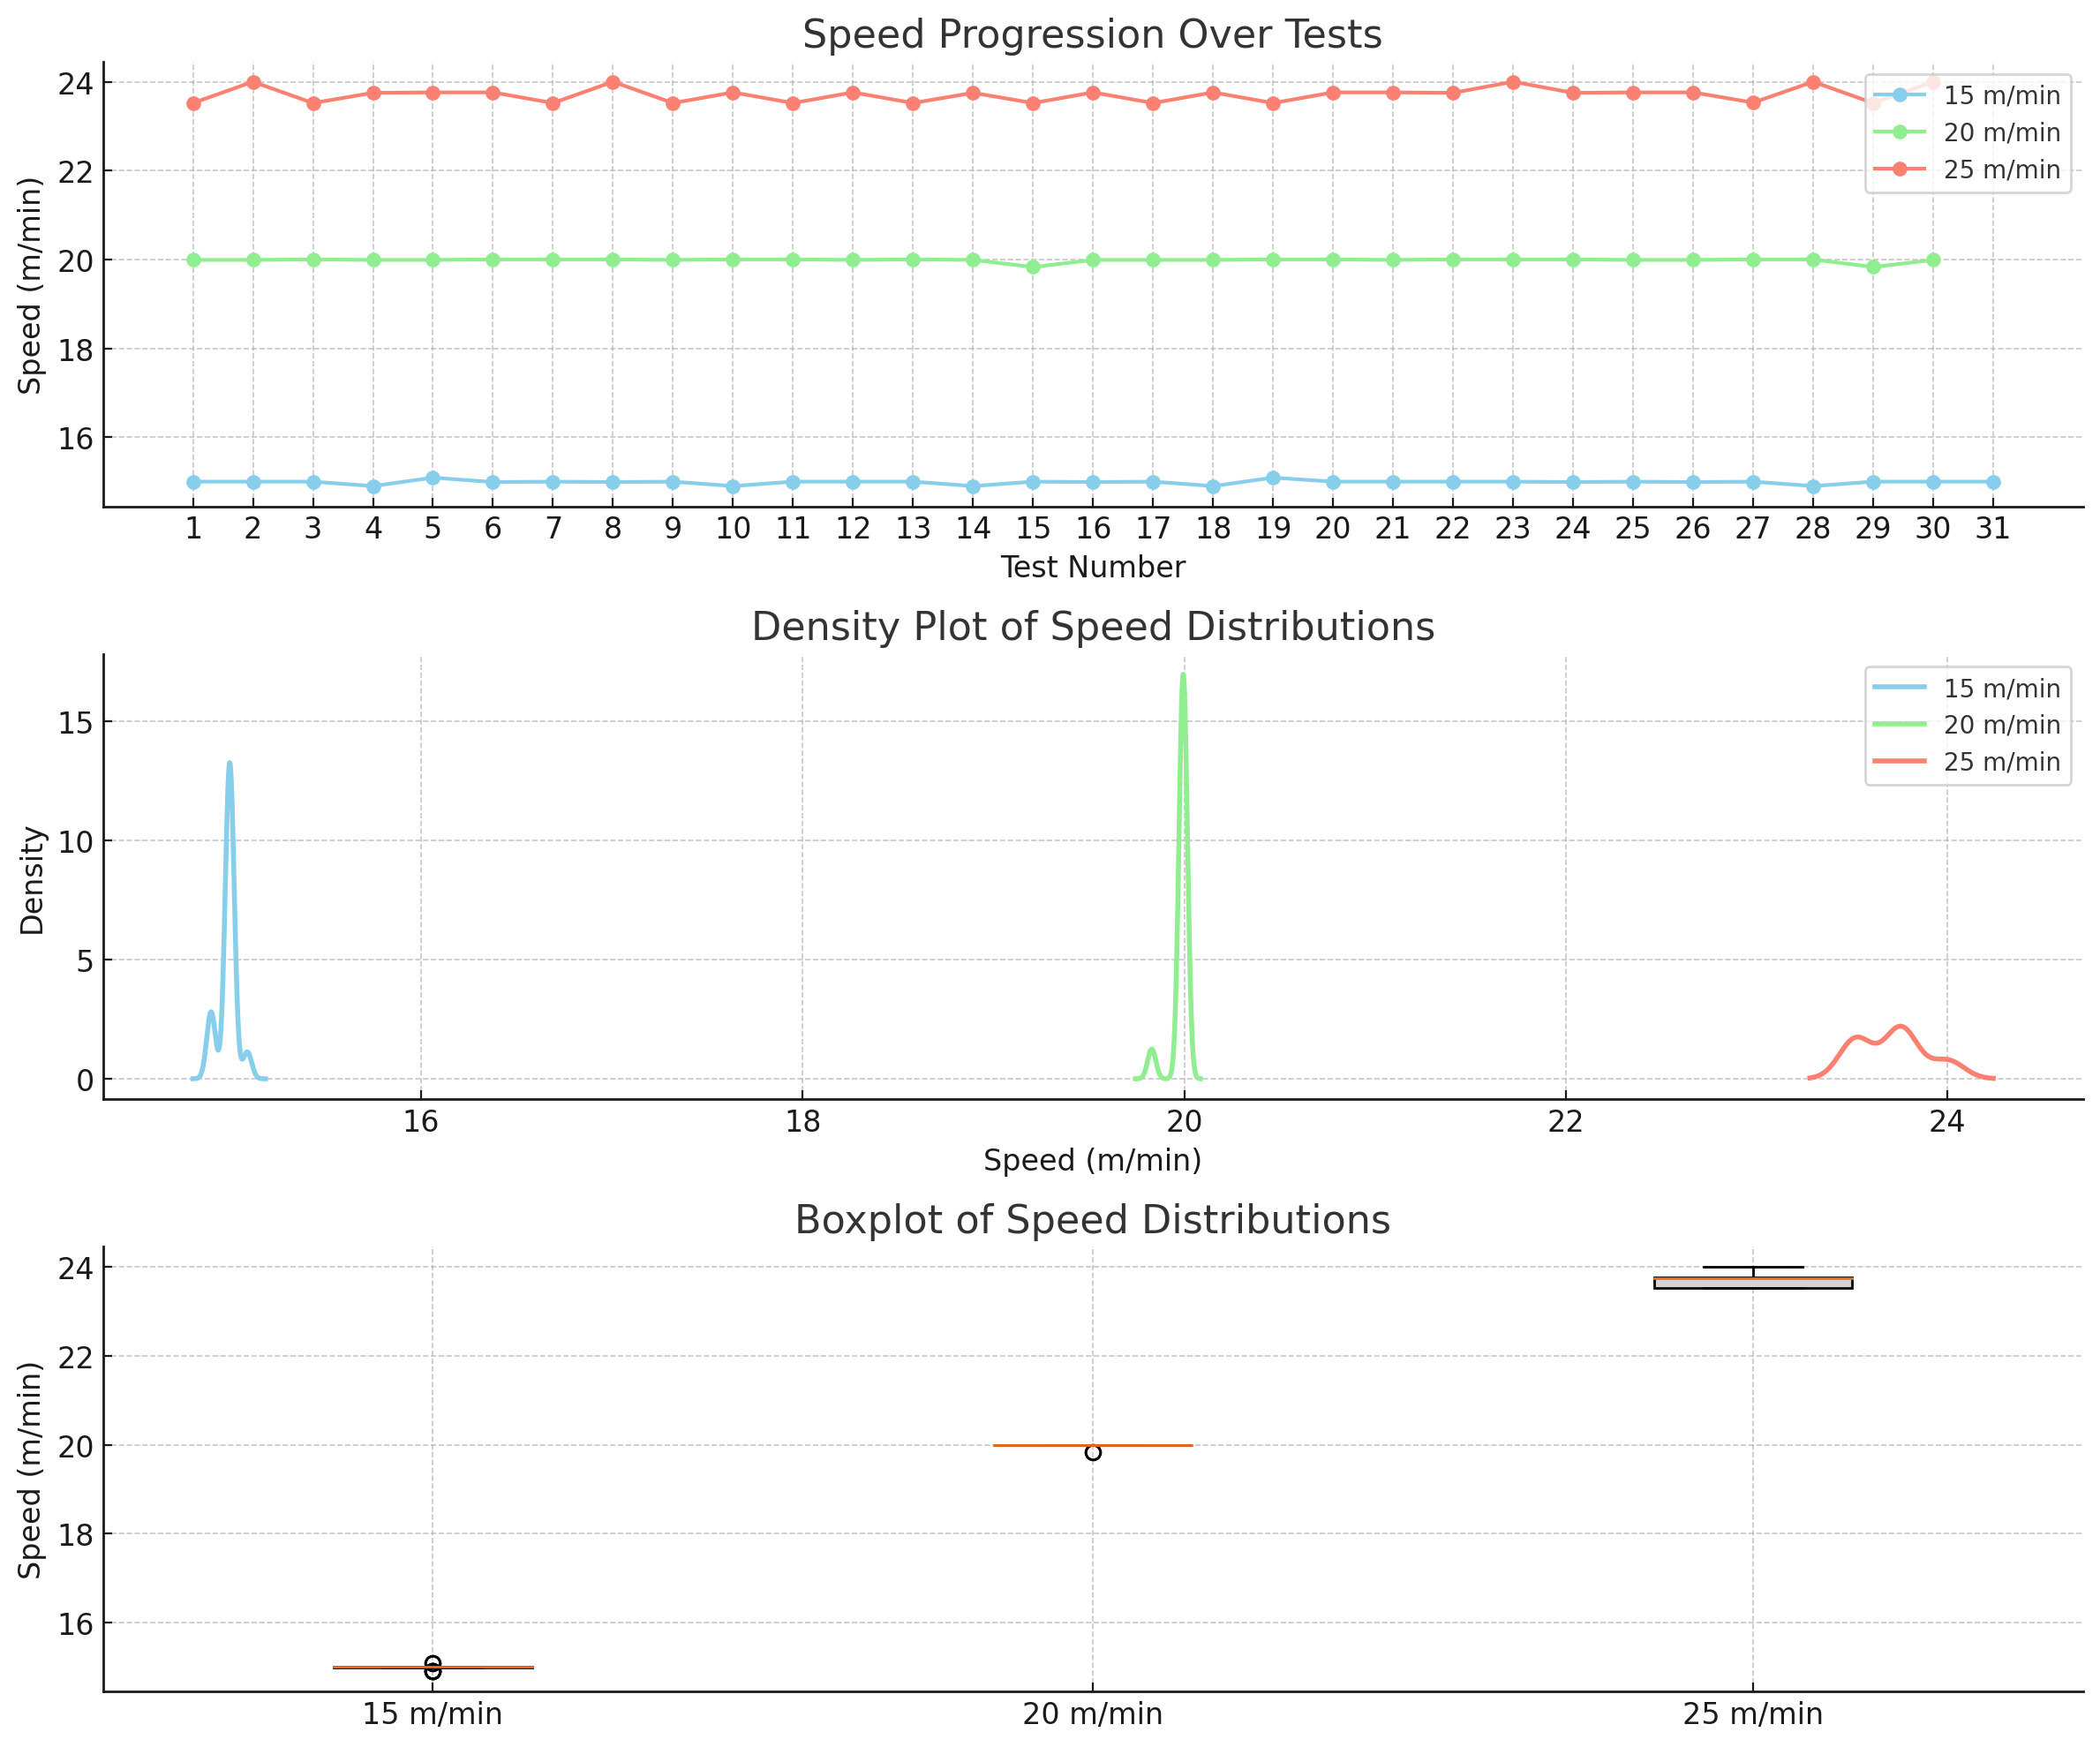 Speed Progression Over Tests
Speed (m/min)
24
22
20
18
16
15 m/min
20 m/min
25 m/min
1 2 3 4 5 6 7 8 9 10 11 12 13 14 15 16 17 18 19 20 21 22 23 24 25 26 27 28 29 30 31
Test Number
Density Plot of Speed Distributions
Density
15
10
5
0
15 m/min
20 m/min
25 m/min
16 18 20 22 24
Speed (m/min)
Boxplot of Speed Distributions
Speed (m/min)
24
22
20
18
16
15 m/min 20 m/min 25 m/min